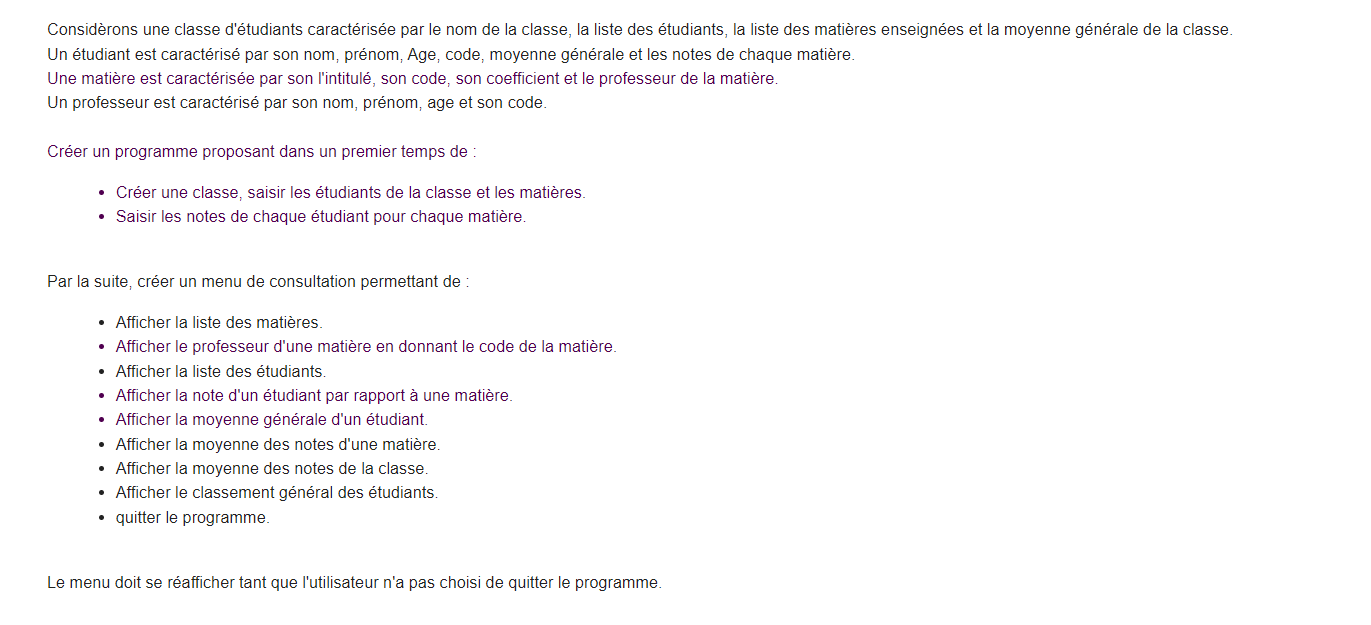 Considèrons une classe d'étudiants caractérisée par le nom de la classe, la liste des étudiants, la liste des matières enseignées et la moyenne générale de la classe.
Un étudiant est caractérisé par son nom, prénom, Age, code, moyenne générale et les notes de chaque matière.
Une matière est caractérisée par son l'intitulé, son code, son coefficient et le professeur de la matière.
Un professeur est caractérisé par son nom, prénom, age et son code.
Créer un programme proposant dans un premier temps de :
• Créer une classe, saisir les étudiants de la classe et les matières.
• Saisir les notes de chaque étudiant pour chaque matière.
Par la suite, créer un menu de consultation permettant de :
• Afficher la liste des matières.
• Afficher le professeur d'une matière en donnant le code de la matière.
• Afficher la liste des étudiants.
• Afficher la note d'un étudiant par rapport à une matière.
• Afficher la moyenne générale d'un étudiant.
• Afficher la moyenne des notes d'une matière.
• Afficher la moyenne des notes de la classe.
• Afficher le classement général des étudiants.
• quitter le programme.
Le menu doit se réafficher tant que l'utilisateur n'a pas choisi de quitter le programme.